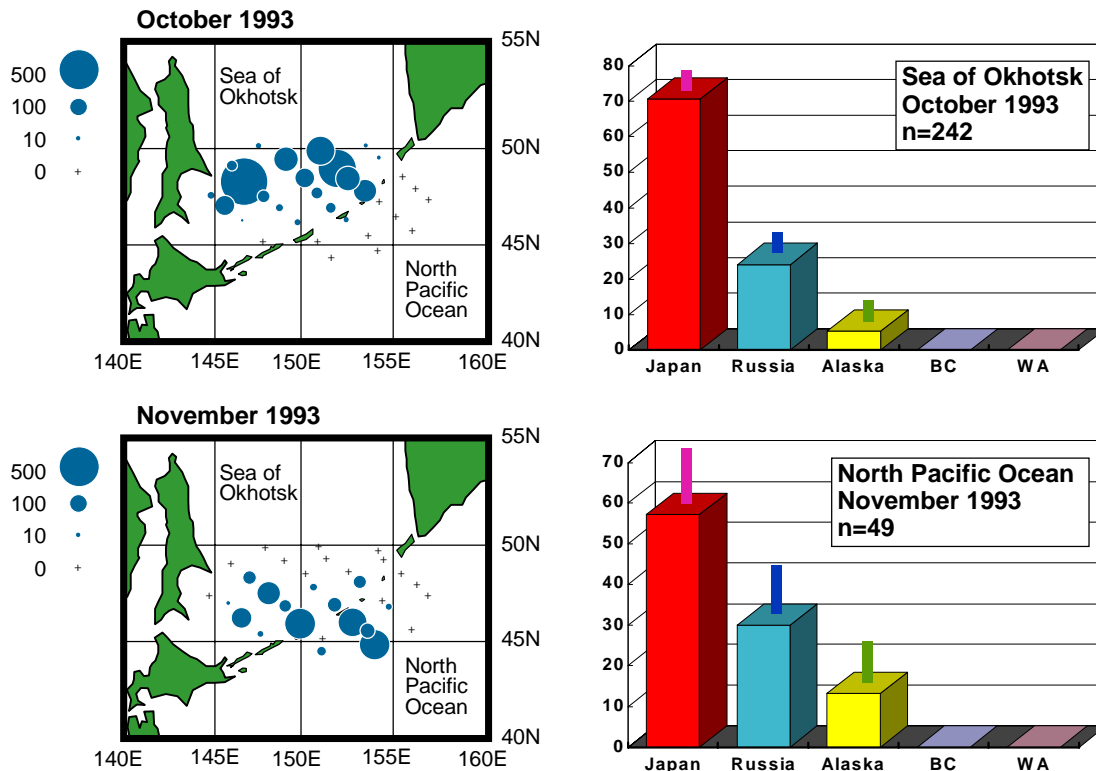 October 1993
500
100
10
0
Sea of
Okhotsk
North
Pacific
Ocean
55N
50N
45N
40N
140E 145E 150E 155E 160E
80
70
60
50
40
30
20
10
0
Sea of Okhotsk
October 1993
n=242
Japan Russia Alaska BC WA
November 1993
500
100
10
0
Sea of
Okhotsk
North
Pacific
Ocean
55N
50N
45N
40N
140E 145E 150E 155E 160E
70
60
50
40
30
20
10
0
North Pacific Ocean
November 1993
n=49
Japan Russia Alaska BC WA